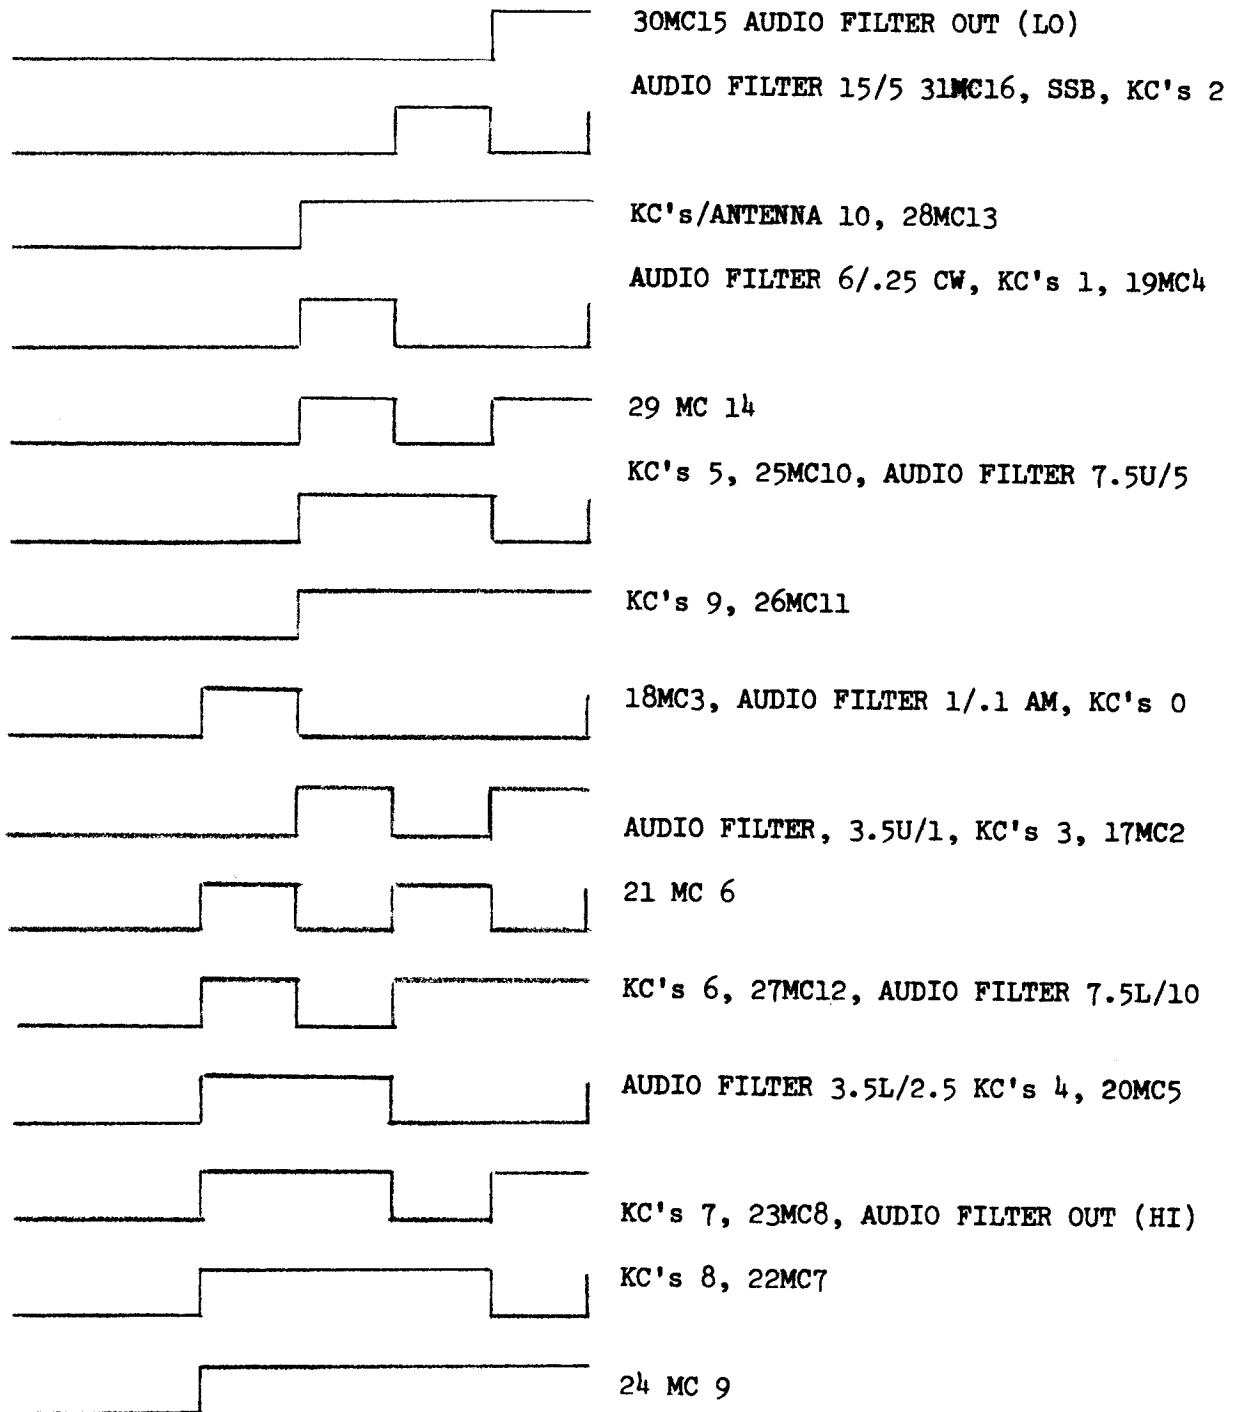 30MC15 AUDIO FILTER OUT (LO)
AUDIO FILTER 15/5 31MC16, SSB, KC's 2
KC's/ANTENNA 10, 28MC13
AUDIO FILTER 6/.25 CW, KC's 1, 19MC4
29 MC 14
KC's 5, 25MC10, AUDIO FILTER 7.5U/5
KC's 9, 26MC11
18MC3, AUDIO FILTER 1/.1 AM, KC's 0
AUDIO FILTER, 3.5U/1, KC's 3, 17MC2
21 MC 6
KC's 6, 27MC12, AUDIO FILTER 7.5L/10
AUDIO FILTER 3.5L/2.5 KC's 4, 20MC5
KC's 7, 23MC8, AUDIO FILTER OUT (HI)
KC's 8, 22MC7
24 MC 9